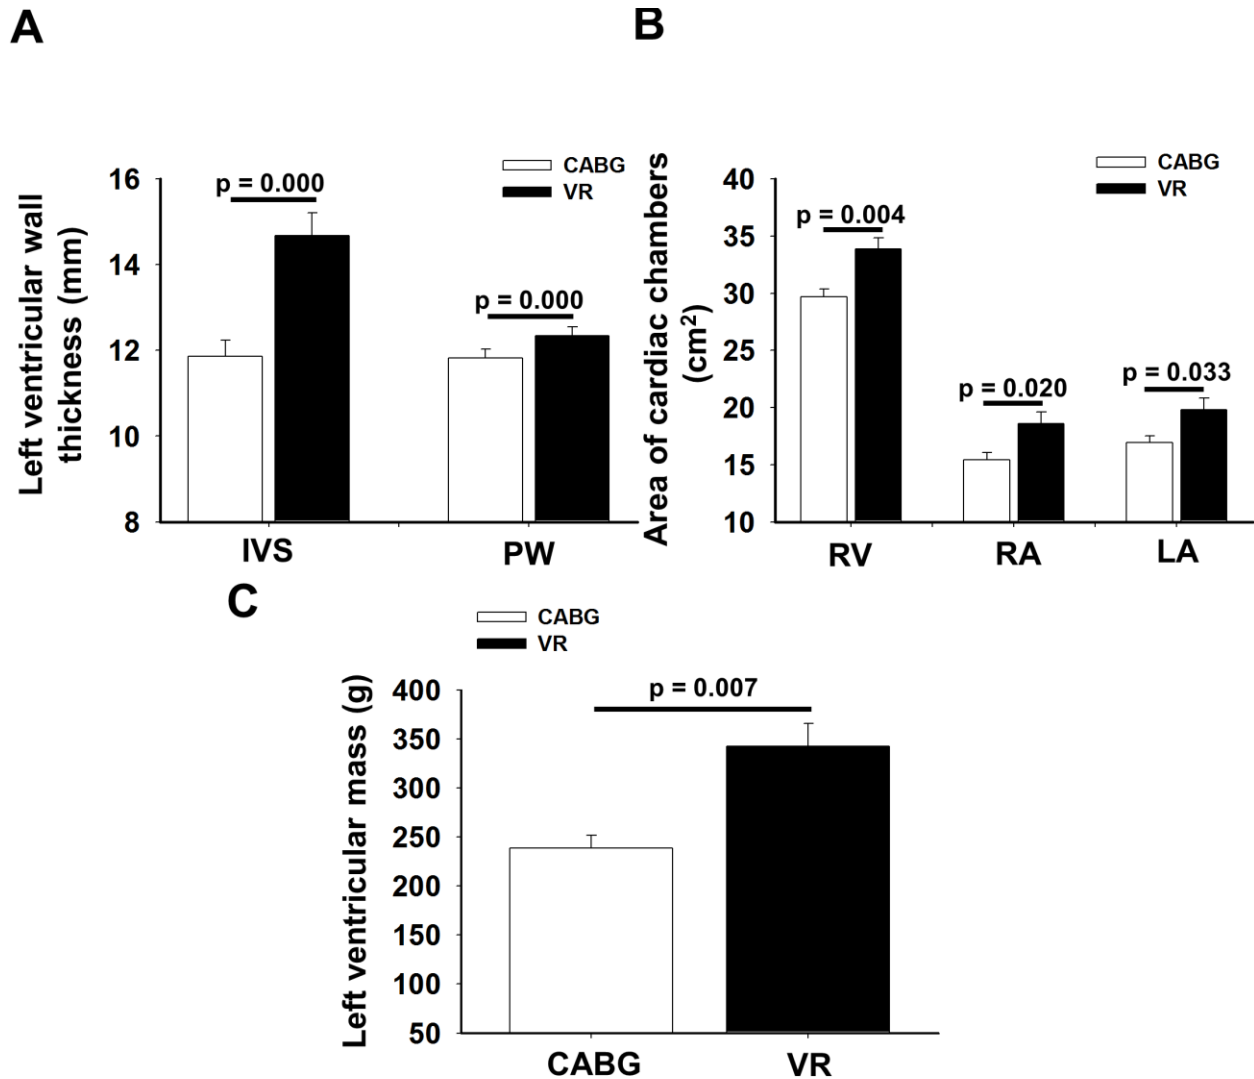 A
B
CABG
VR
Left ventricular wall
thickness (mm)
16
14
12
10
8
p = 0.000
p = 0.000
IVS
PW
CABG
VR
Area of cardiac chambers
(cm²)
40
35
30
25
20
15
10
p = 0.004
p = 0.020
p = 0.033
RV
RA
LA
C
CABG
VR
Left ventricular mass (g)
400
350
300
250
200
150
100
50
p = 0.007
CABG
VR